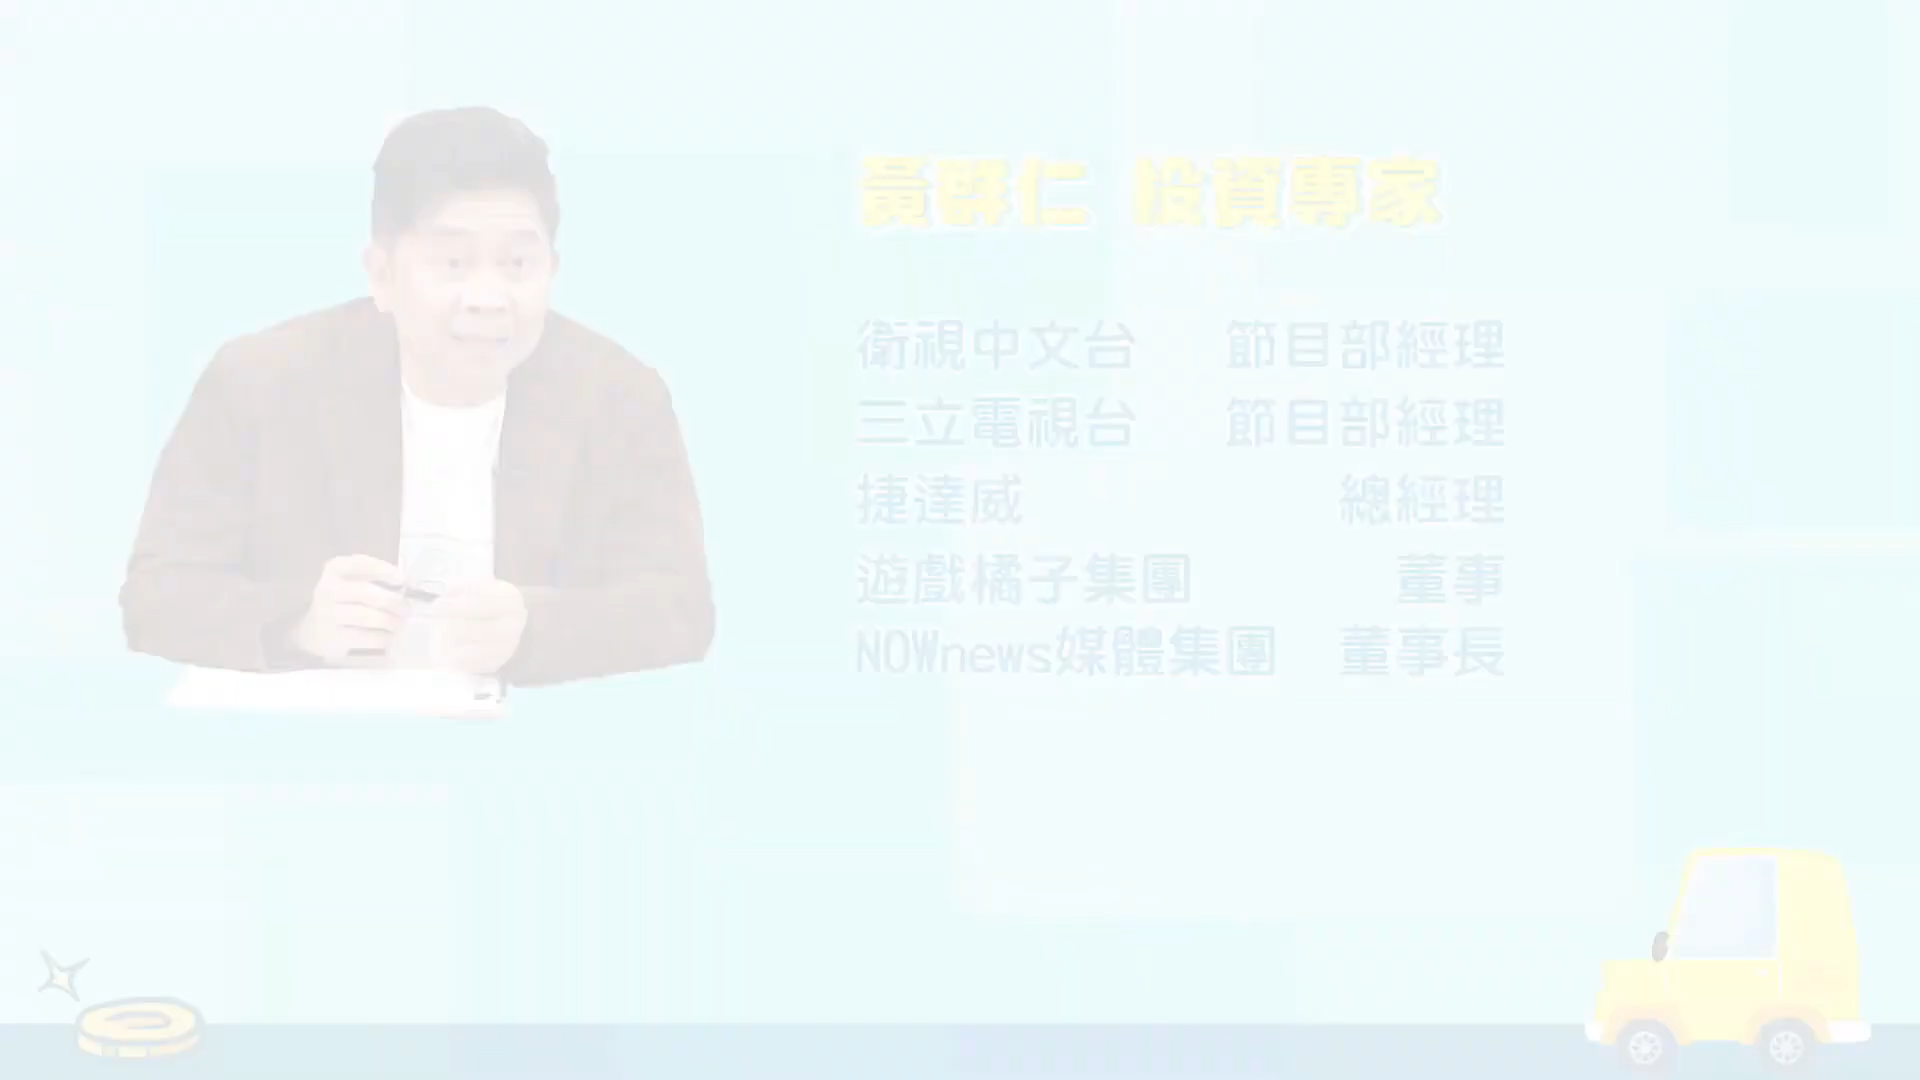 黃群仁 投資專家
衛視中文台 節目部經理
三立電視台 節目部經理
捷達威 總經理
遊戲橘子集團 董事
NOWnews媒體集團 董事長